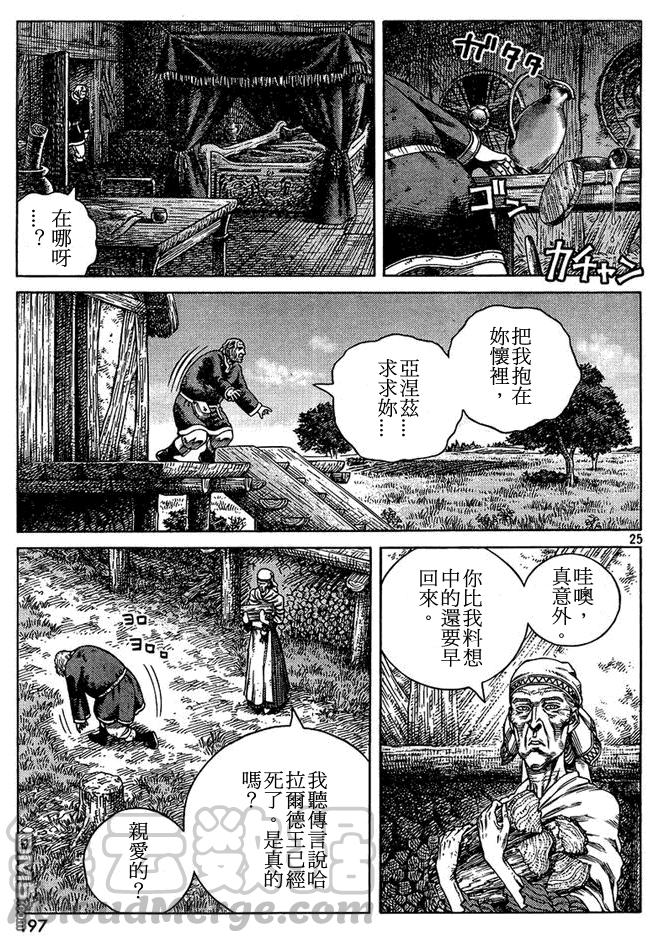 ガタタ
ゴン
カチャン
在哪呀
…？
把我抱在
妳懷裡，
亞涅茲…
求求妳…
25
哇噢，
真意外。
你比我料想
中的還要早
回來。
ヨロ
ヨロ…
我聽傳言說哈
拉爾德王已經
死了。是真的
嗎？
親愛的？
197
iCloudMerge.com